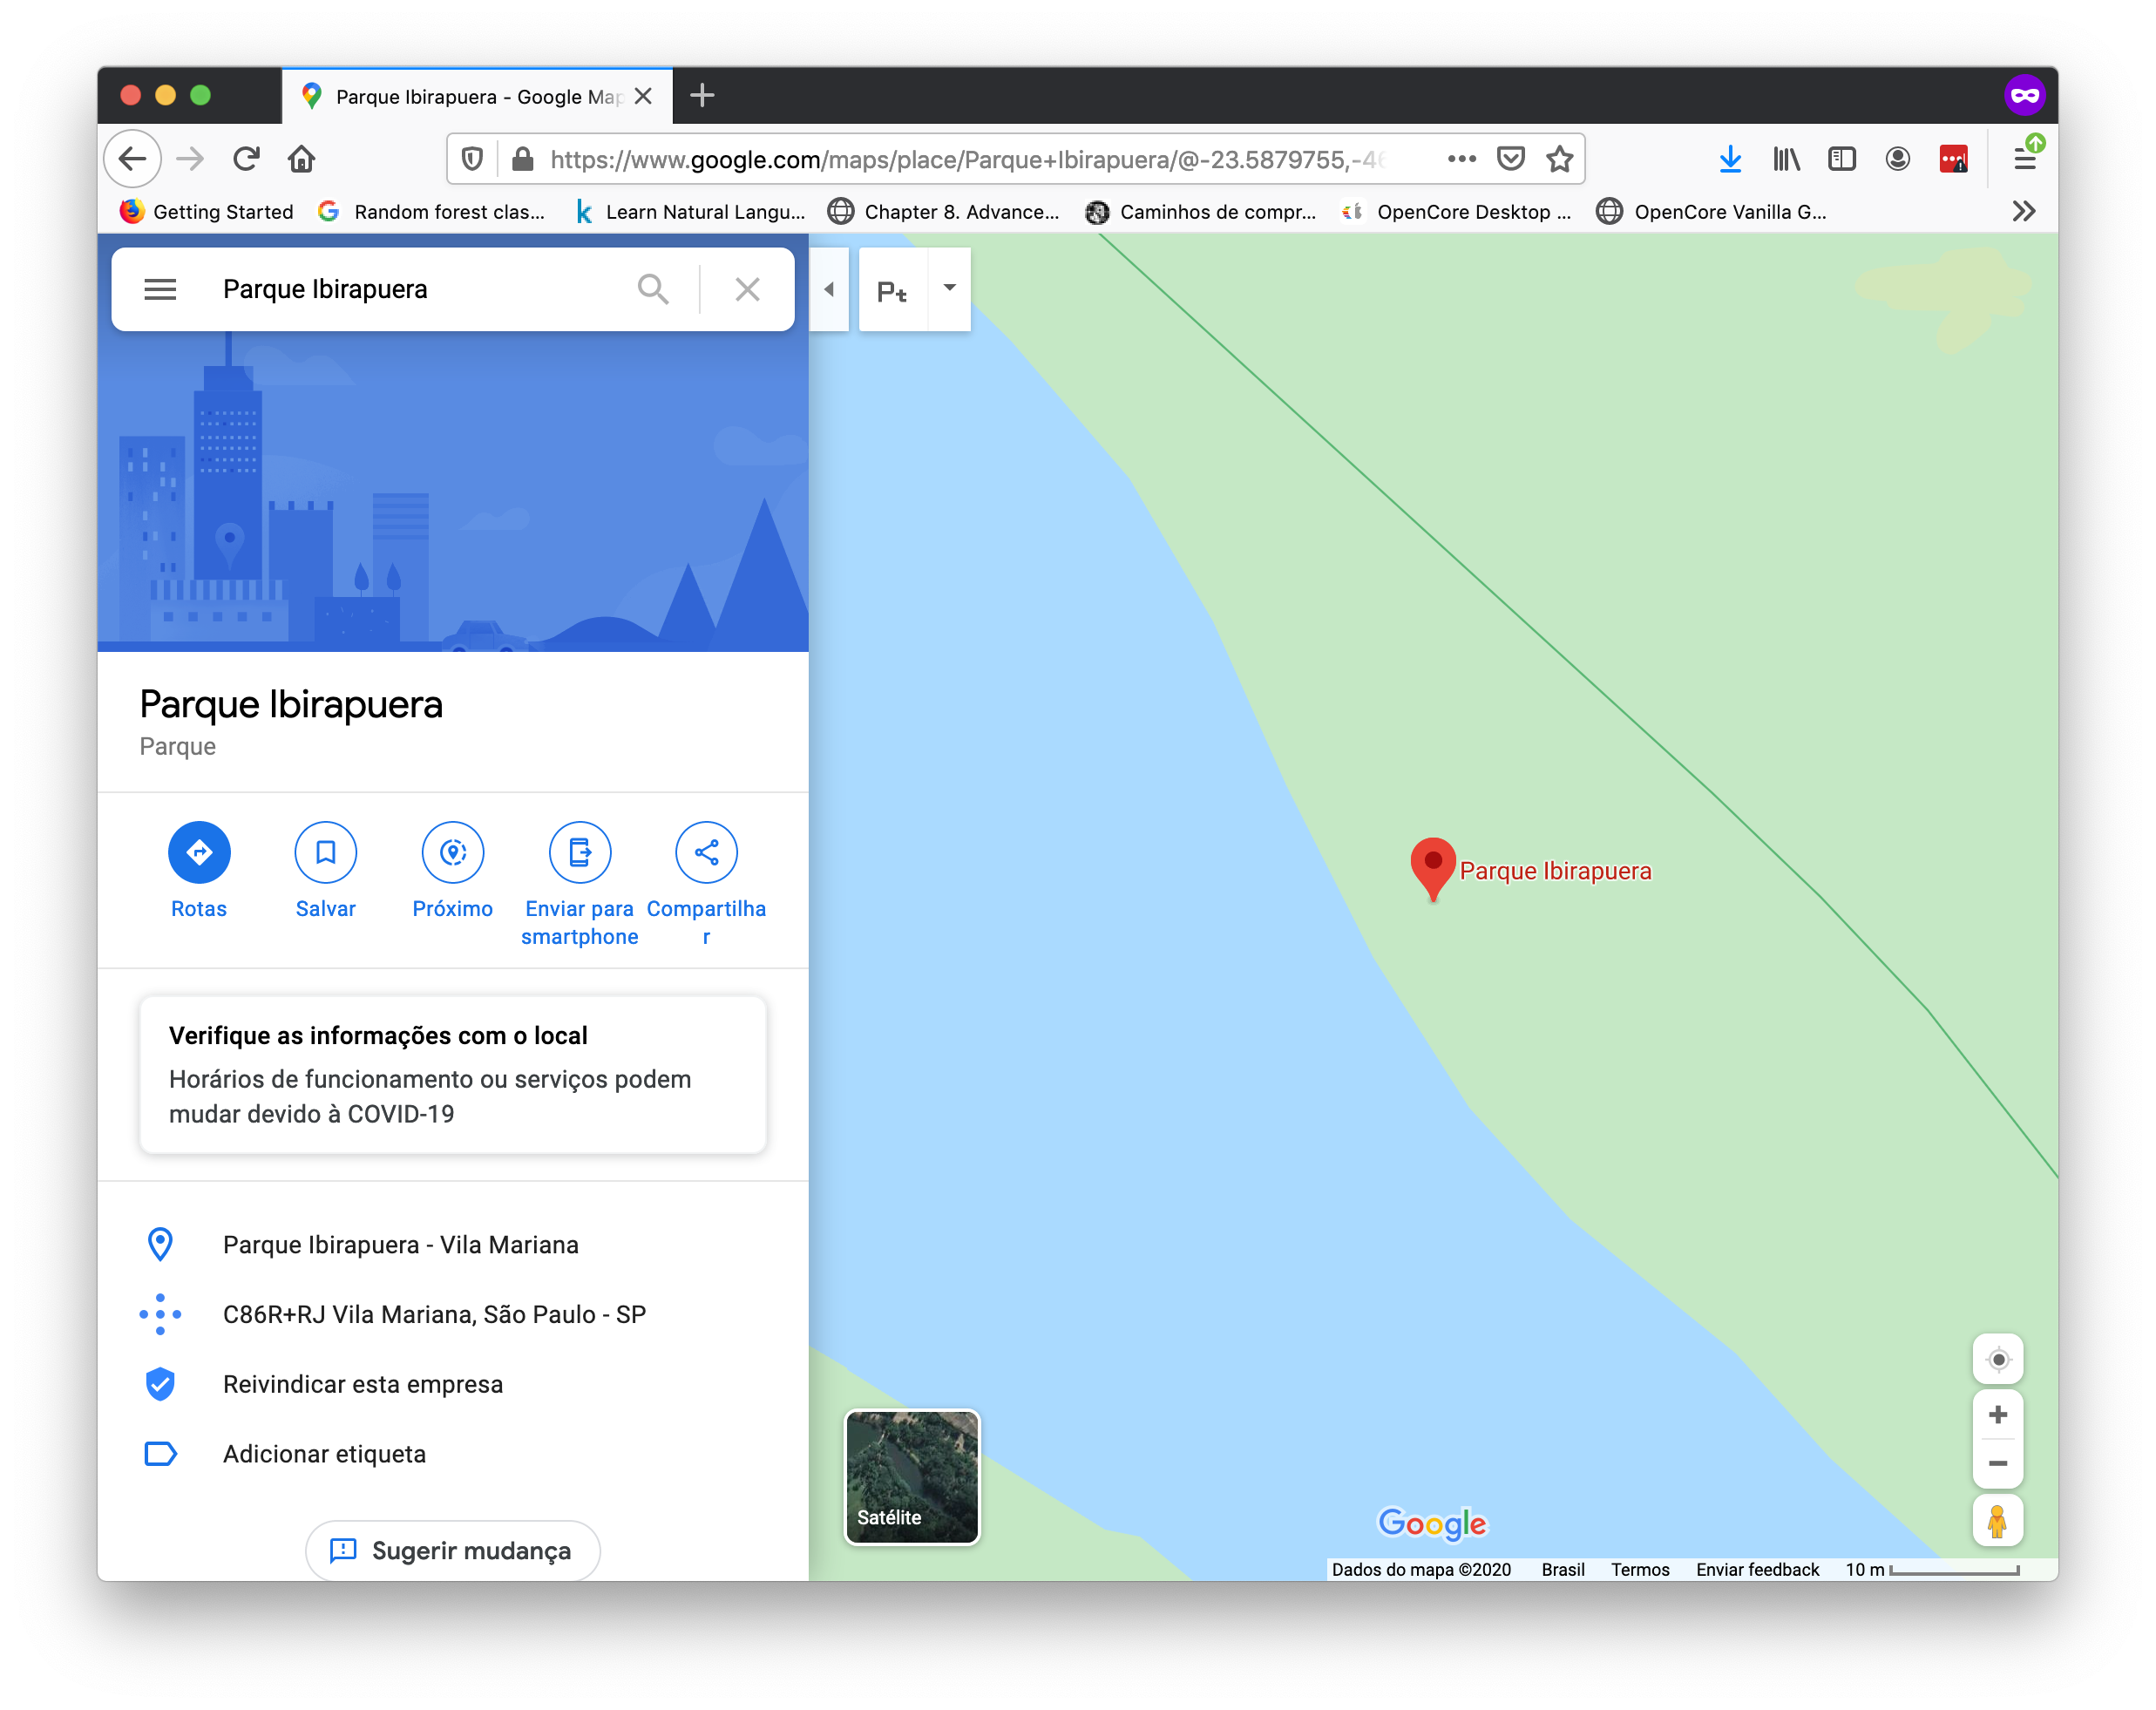 Parque Ibirapuera - Google Map
https://www.google.com/maps/place/Parque+Ibirapuera/@-23.5879755,-46
Getting Started
Random forest clas...
Learn Natural Langu...
Chapter 8. Advance...
Caminhos de compr...
OpenCore Desktop ...
OpenCore Vanilla G...
Parque Ibirapuera
Pt
Parque Ibirapuera
Parque
Rotas
Salvar
Próximo
Enviar para
smartphone
Compartilha
r
Verifique as informações com o local
Horários de funcionamento ou serviços podem
mudar devido à COVID-19
Parque Ibirapuera - Vila Mariana
C86R+RJ Vila Mariana, São Paulo - SP
Reivindicar esta empresa
Adicionar etiqueta
Sugerir mudança
Parque Ibirapuera
Satélite
Google
Dados do mapa ©2020 Brasil Termos Enviar feedback 10 m